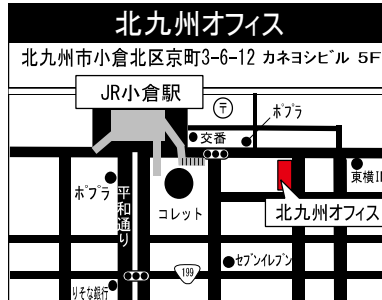 北九州オフィス
北九州市小倉北区京町3-6-12 カネヨシビル 5F
JR小倉駅
〒
ポプラ
交番
東横I
ポプラ
平和通り
コレット
北九州オフィス
セブンイレブン
199
りそな銀行